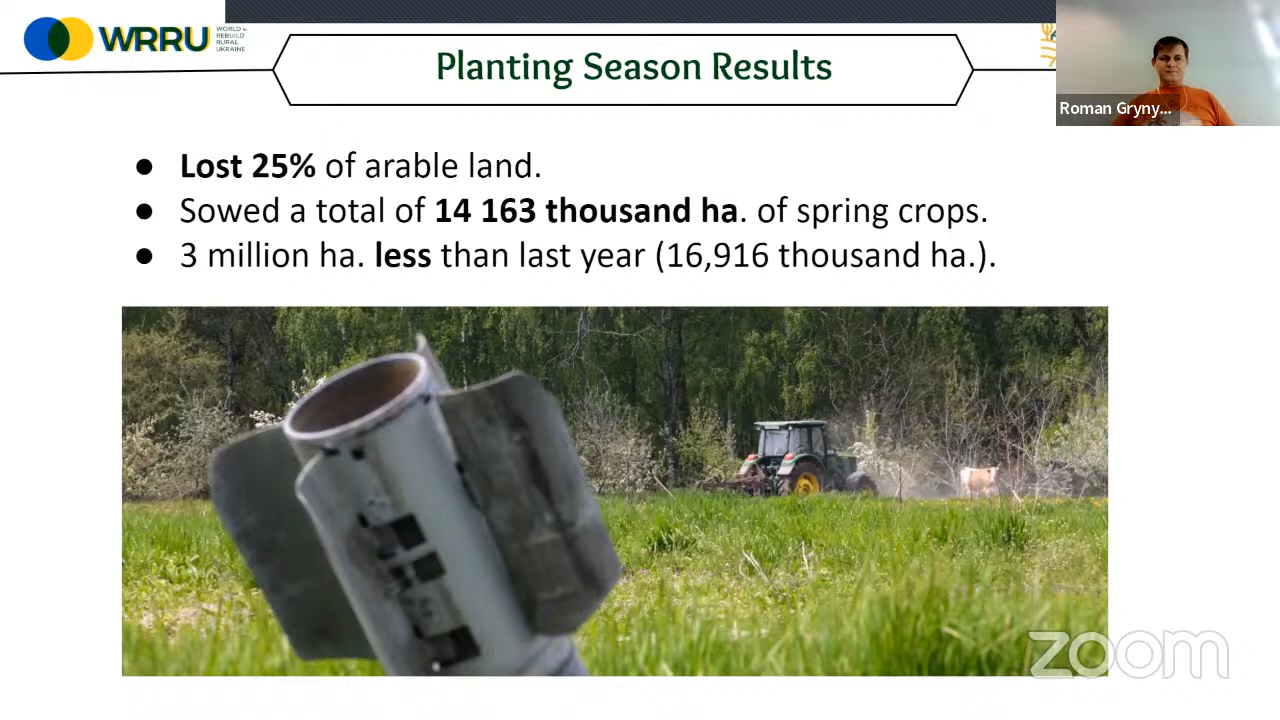 WRRU
WORLD to
REBUILD
RURAL
UKRAINE
Planting Season Results
Roman Gryny...
● Lost 25% of arable land.
● Sowed a total of 14 163 thousand ha. of spring crops.
● 3 million ha. less than last year (16,916 thousand ha.).
zoom